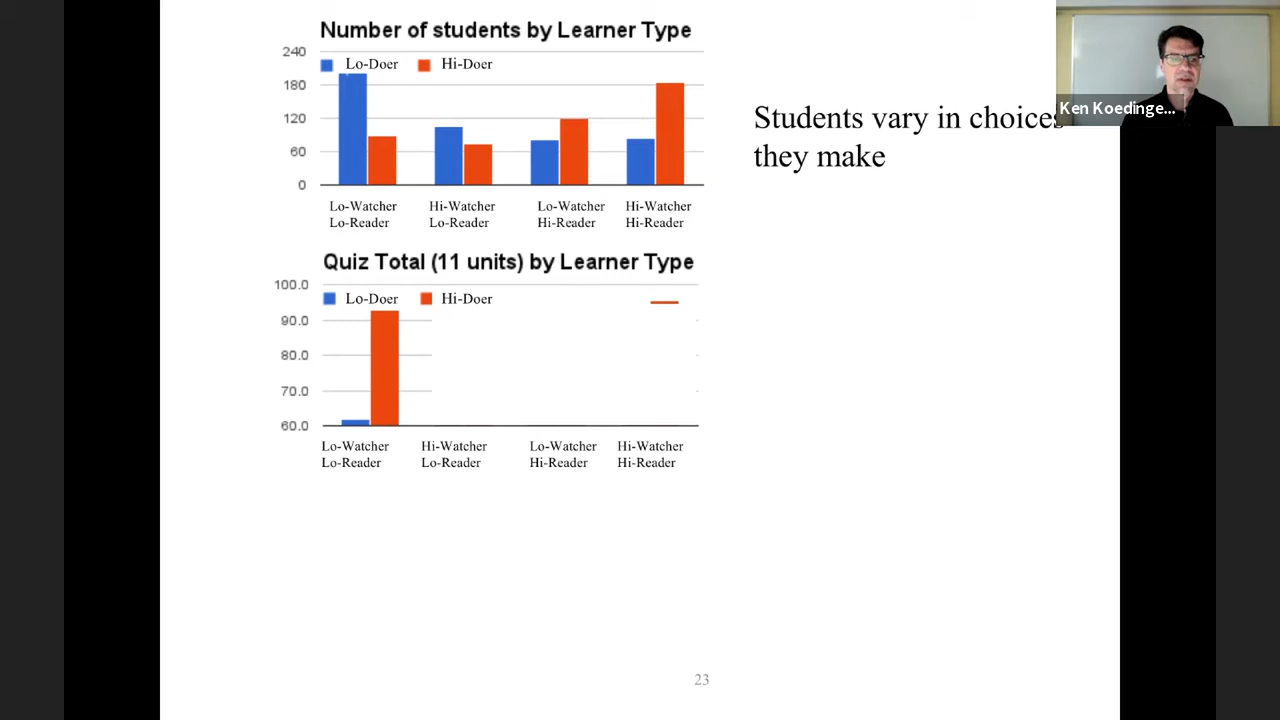 Number of students by Learner Type
240
Lo-Doer Hi-Doer
180
120
60
0
Lo-Watcher Hi-Watcher Lo-Watcher Hi-Watcher
Lo-Reader Lo-Reader Hi-Reader Hi-Reader
Quiz Total (11 units) by Learner Type
100.0
Lo-Doer Hi-Doer
90.0
80.0
70.0
60.0
Lo-Watcher Hi-Watcher Lo-Watcher Hi-Watcher
Lo-Reader Lo-Reader Hi-Reader Hi-Reader
Students vary in choices
they make
Ken Koedinge...
23